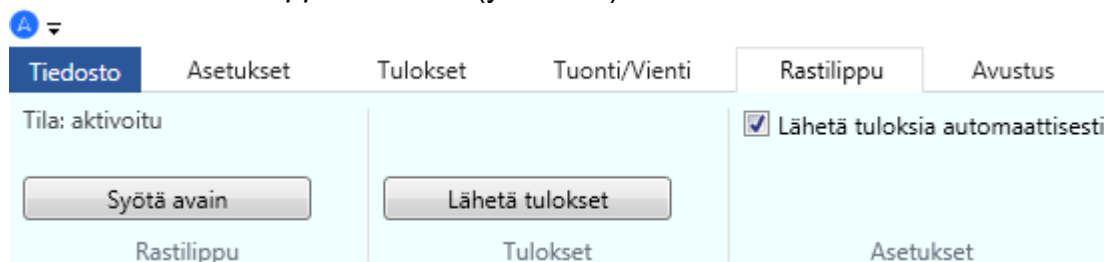 A
Tiedosto Asetukset Tulokset Tuonti/Vienti Rastilippu Avustus
Tila: aktivoitu
Lähetä tuloksia automaattisesti
Syötä avain
Lähetä tulokset
Rastilippu Tulokset Asetukset